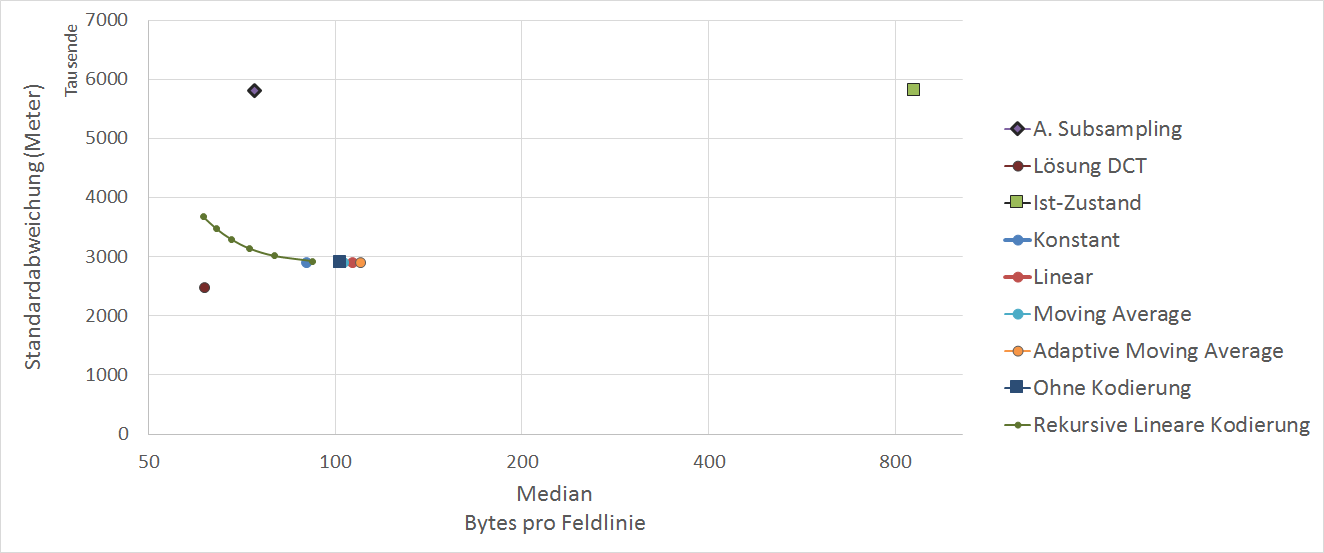 Standardabweichung (Meter)
Tausende
7000
6000
5000
4000
3000
2000
1000
0
50
100
200
400
800
Median
Bytes pro Feldlinie
A. Subsampling
Lösung DCT
Ist-Zustand
Konstant
Linear
Moving Average
Adaptive Moving Average
Ohne Kodierung
Rekursive Lineare Kodierung